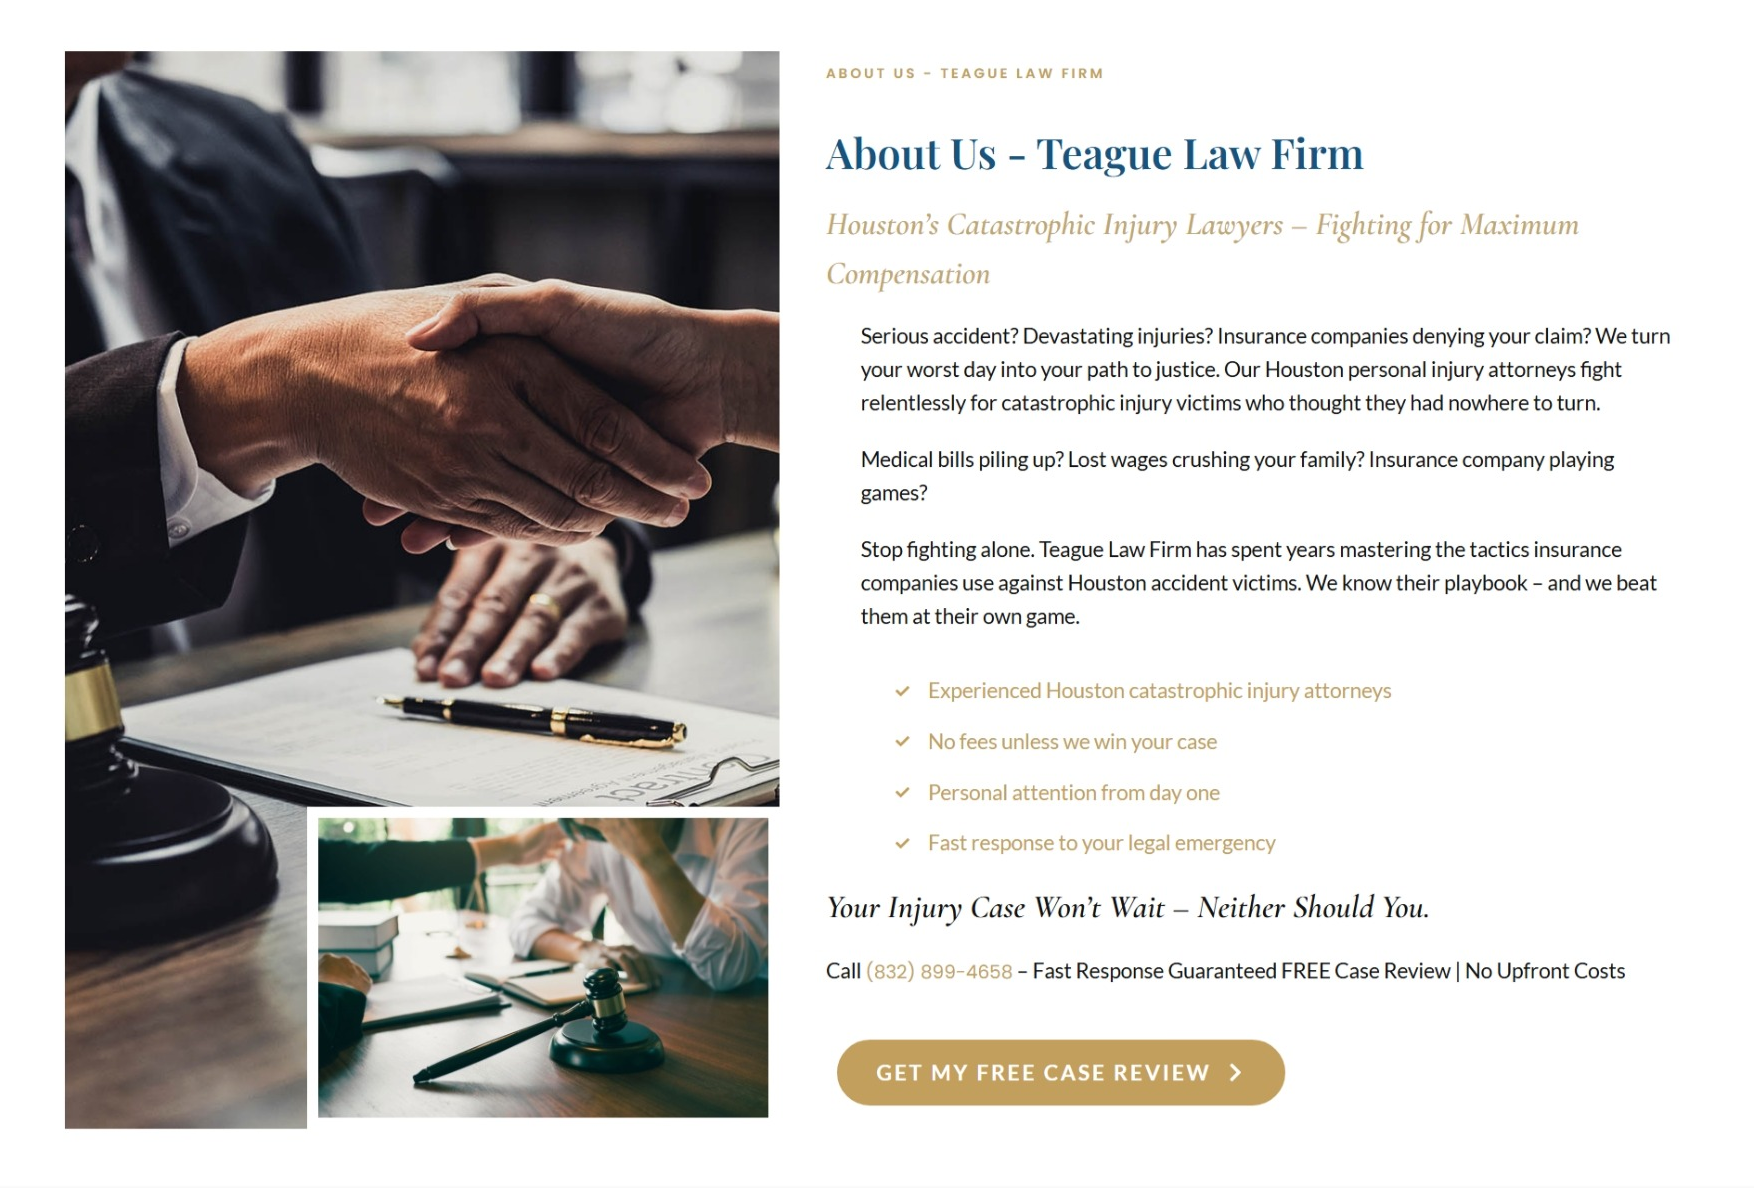 ABOUT US – TEAGUE LAW FIRM
About Us - Teague Law Firm
Houston’s Catastrophic Injury Lawyers – Fighting for Maximum
Compensation
Serious accident? Devastating injuries? Insurance companies denying your claim? We turn
your worst day into your path to justice. Our Houston personal injury attorneys fight
relentlessly for catastrophic injury victims who thought they had nowhere to turn.
Medical bills piling up? Lost wages crushing your family? Insurance company playing
games?
Stop fighting alone. Teague Law Firm has spent years mastering the tactics insurance
companies use against Houston accident victims. We know their playbook – and we beat
them at their own game.
Experienced Houston catastrophic injury attorneys
No fees unless we win your case
Personal attention from day one
Fast response to your legal emergency
Your Injury Case Won’t Wait – Neither Should You.
Call (832) 899-4658 – Fast Response Guaranteed FREE Case Review | No Upfront Costs
GET MY FREE CASE REVIEW
Contract